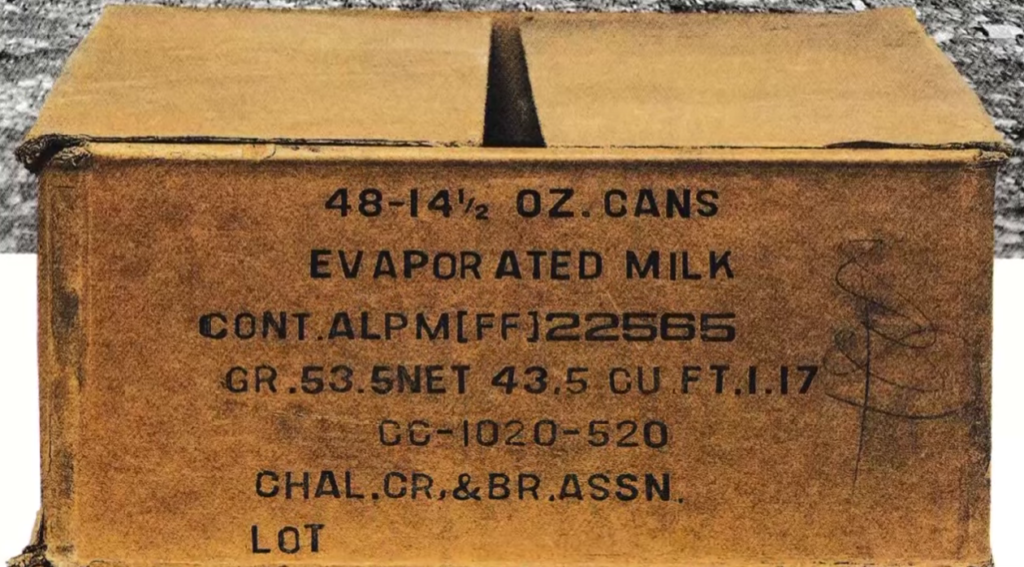 48-14½ OZ. CANS
EVAPORATED MILK
CONT.ALPM[FF]22565
GR.53.5NET 43.5 CU FT.1.17
CC-1020-520
CHAL.CR,&BR.ASSN.
LOT